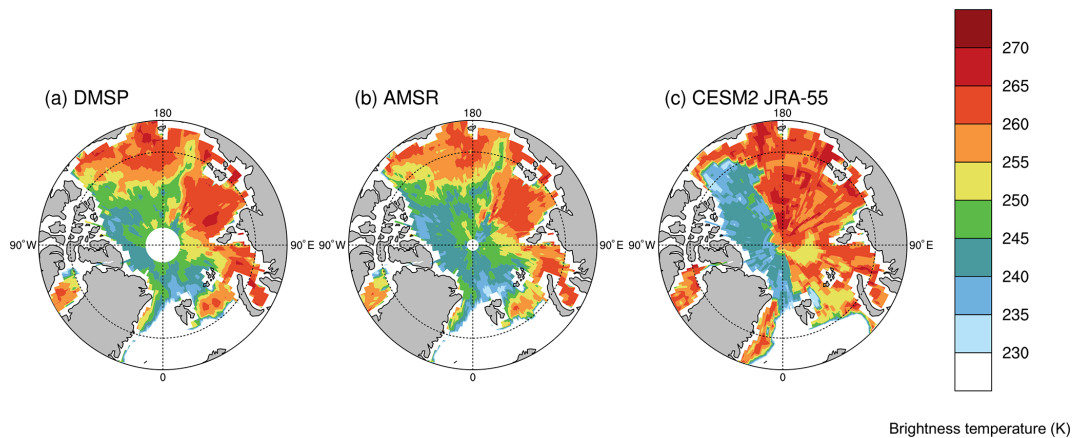 (a) DMSP
(b) AMSR
(c) CESM2 JRA-55
180
180
180
90°W
90°E
90°W
90°E
90°W
90°E
0
0
0
270
265
260
255
250
245
240
235
230
Brightness temperature (K)